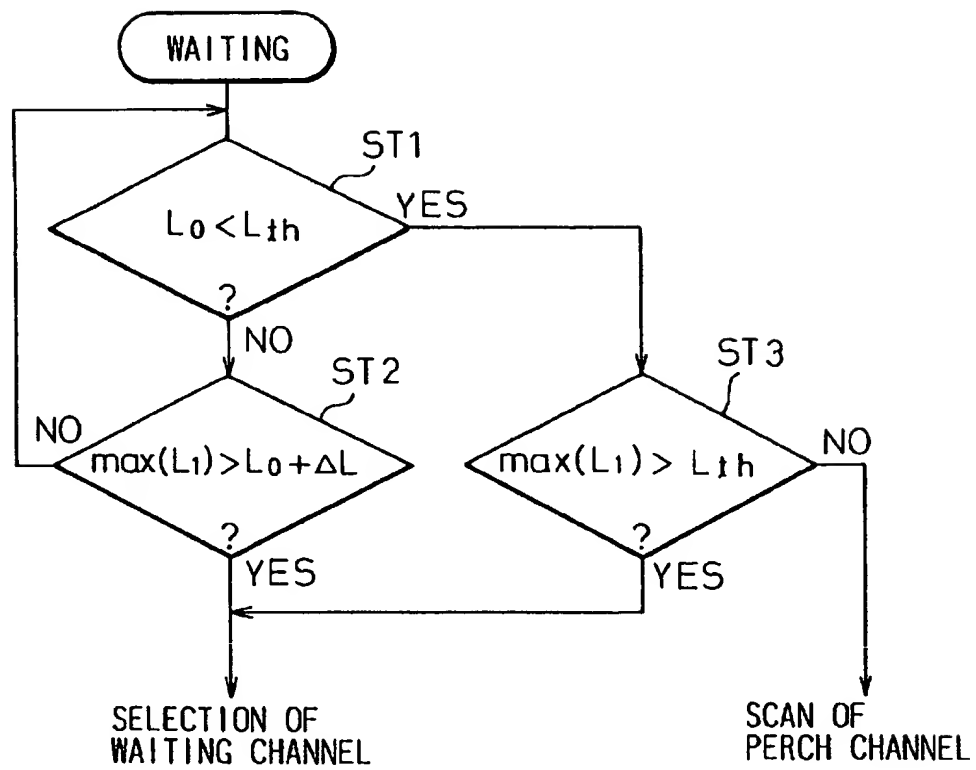 WAITING
ST1
YES
L0 < Lth
?
NO
ST2
ST3
NO
max(L1) > L0 + ΔL
?
YES
max(L1) > Lth
?
YES
NO
SELECTION OF
WAITING CHANNEL
SCAN OF
PERCH CHANNEL